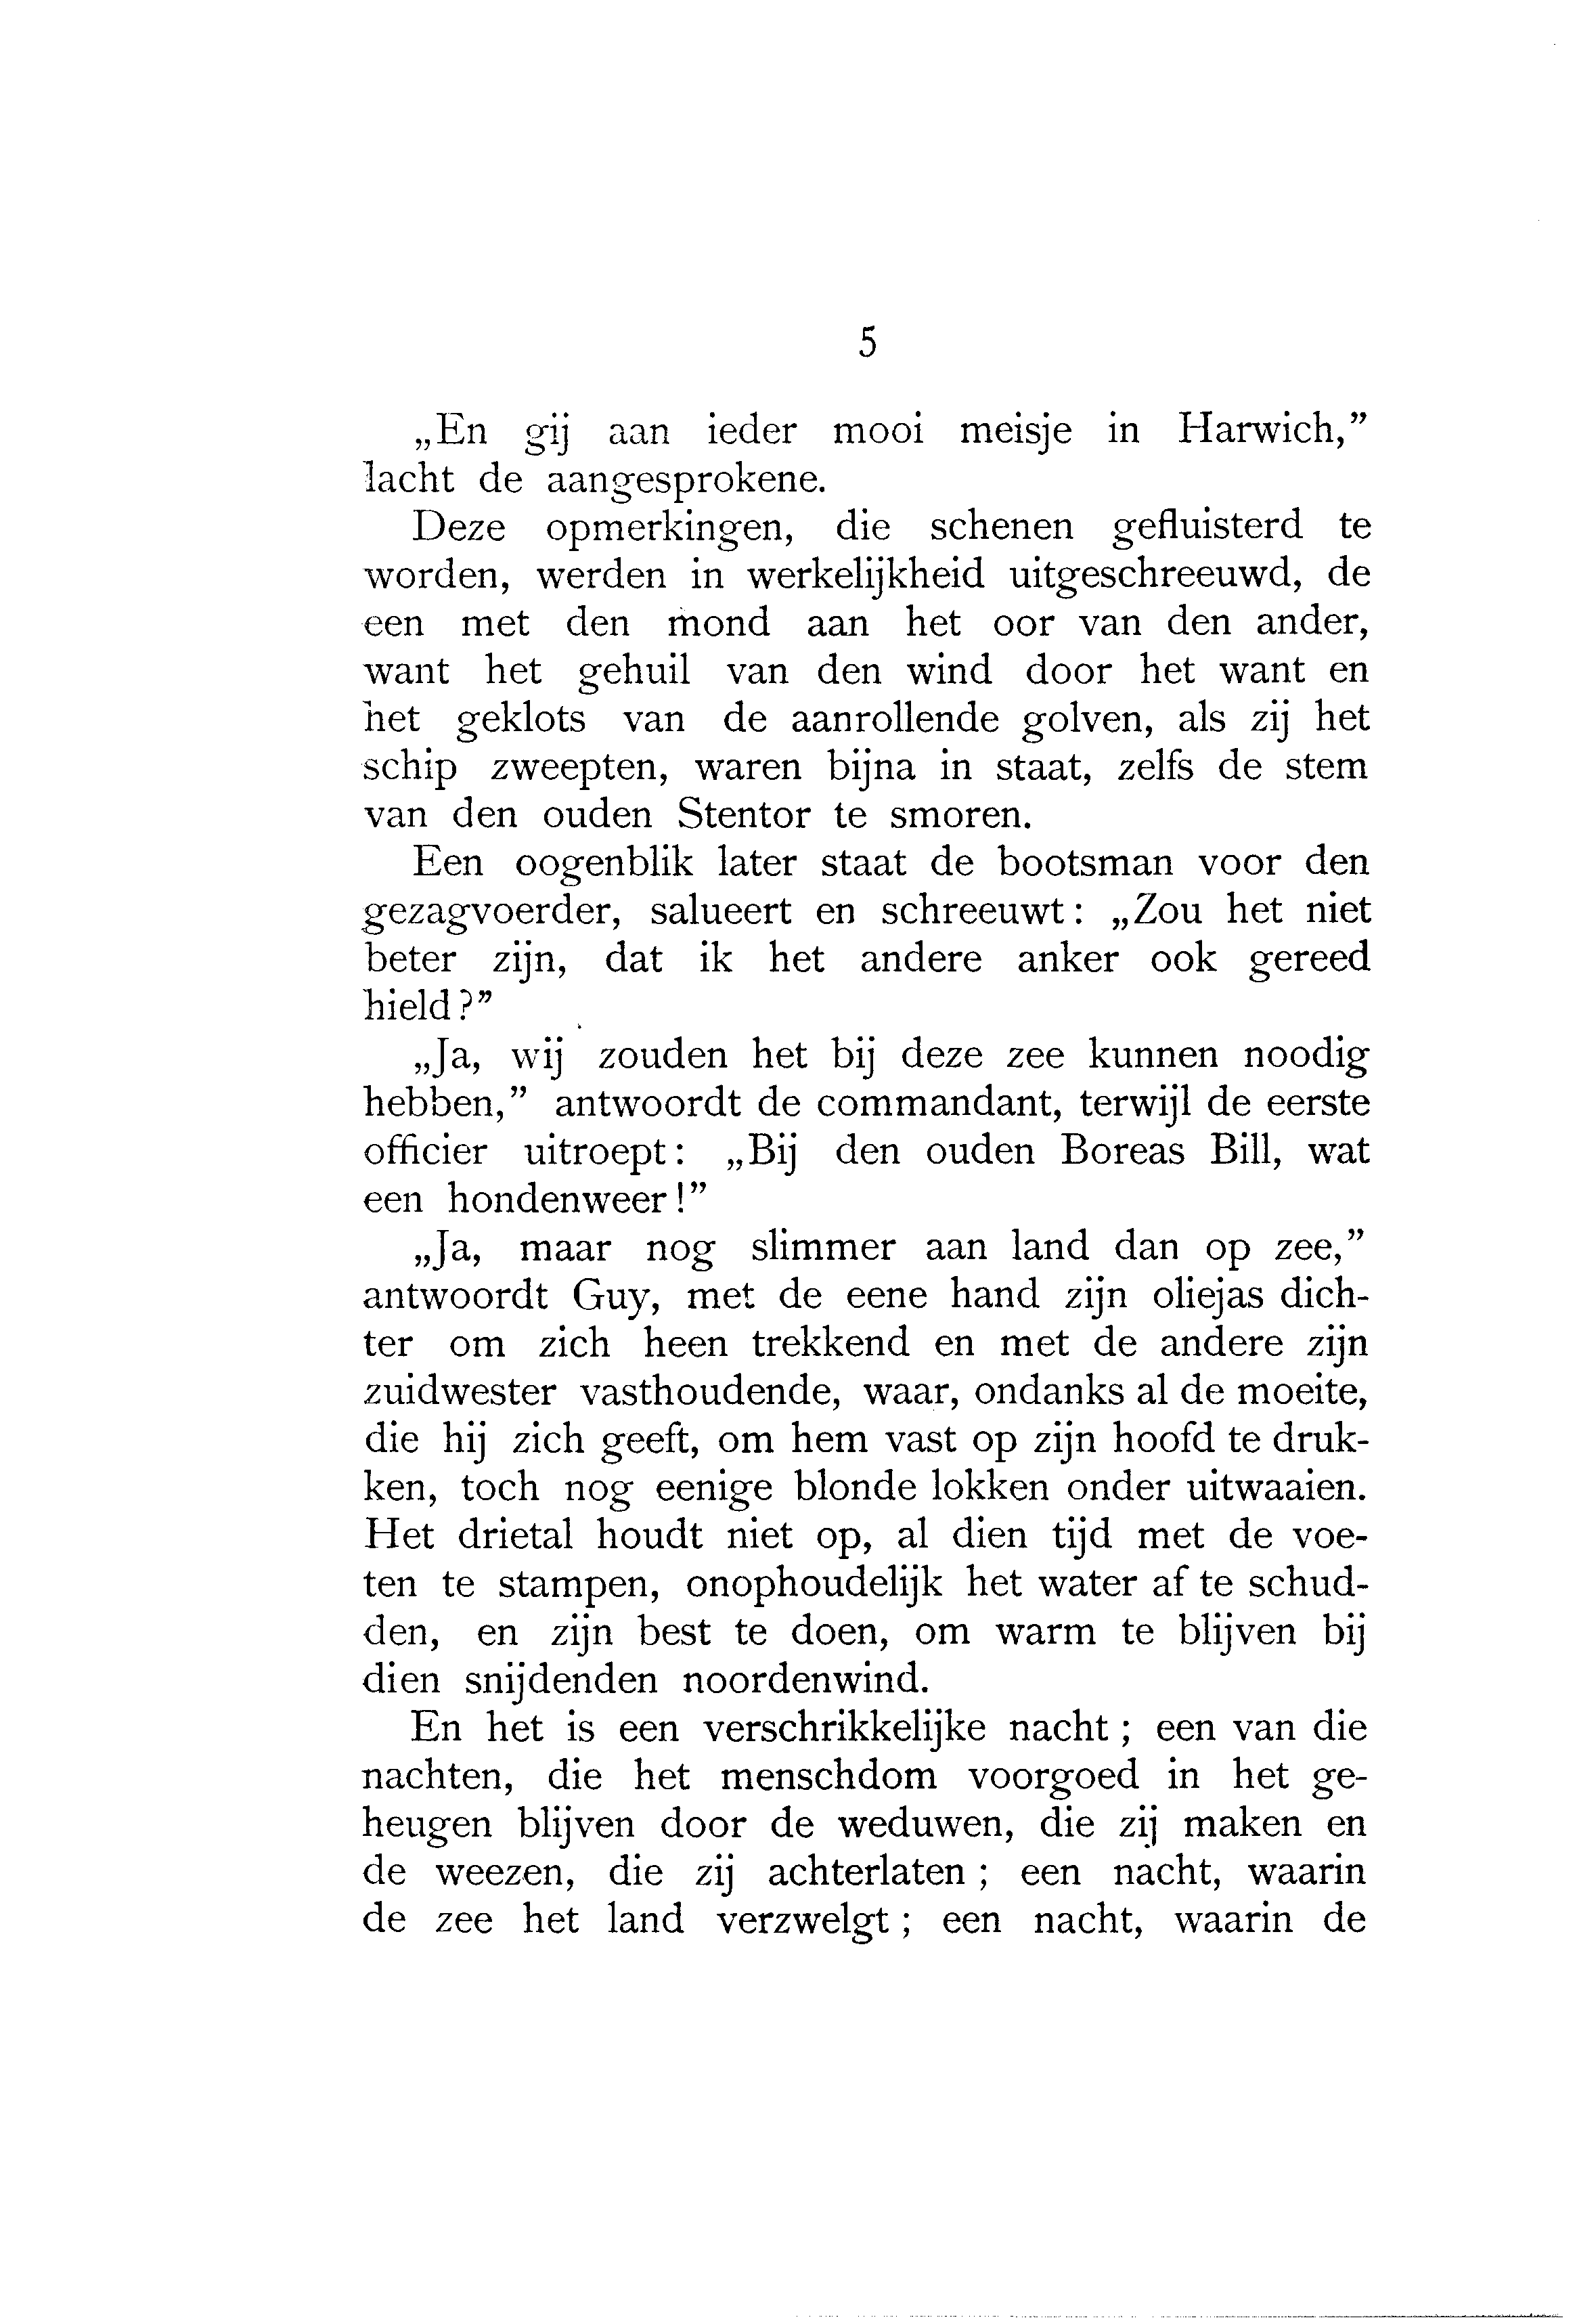 5
„En gij aan ieder mooi meisje in Harwich,”
lacht de aangesprokene.
Deze opmerkingen, die schenen gefluisterd te
worden, werden in werkelijkheid uitgeschreeuwd, de
een met den mond aan het oor van den ander,
want het gehuil van den wind door het want en
het geklots van de aanrollende golven, als zij het
schip zweepten, waren bijna in staat, zelfs de stem
van den ouden Stentor te smoren.
Een oogenblik later staat de bootsman voor den
gezagvoerder, salueert en schreeuwt: „Zou het niet
beter zijn, dat ik het andere anker ook gereed
hield?”
„Ja, wij zouden het bij deze zee kunnen noodig
hebben,” antwoordt de commandant, terwijl de eerste
officier uitroept: „Bij den ouden Boreas Bill, wat
een hondenweer!”
„Ja, maar nog slimmer aan land dan op zee,”
antwoordt Guy, met de eene hand zijn oliejas dich-
ter om zich heen trekkend en met de andere zijn
zuidwester vasthoudende, waar, ondanks al de moeite,
die hij zich geeft, om hem vast op zijn hoofd te druk-
ken, toch nog eenige blonde lokken onder uitwaaien.
Het drietal houdt niet op, al dien tijd met de voe-
ten te stampen, onophoudelijk het water af te schud-
den, en zijn best te doen, om warm te blijven bij
dien snijdenden noordenwind.
En het is een verschrikkelijke nacht; een van die
nachten, die het menschdom voorgoed in het ge-
heugen blijven door de weduwen, die zij maken en
de weezen, die zij achterlaten; een nacht, waarin
de zee het land verzwelgt; een nacht, waarin de